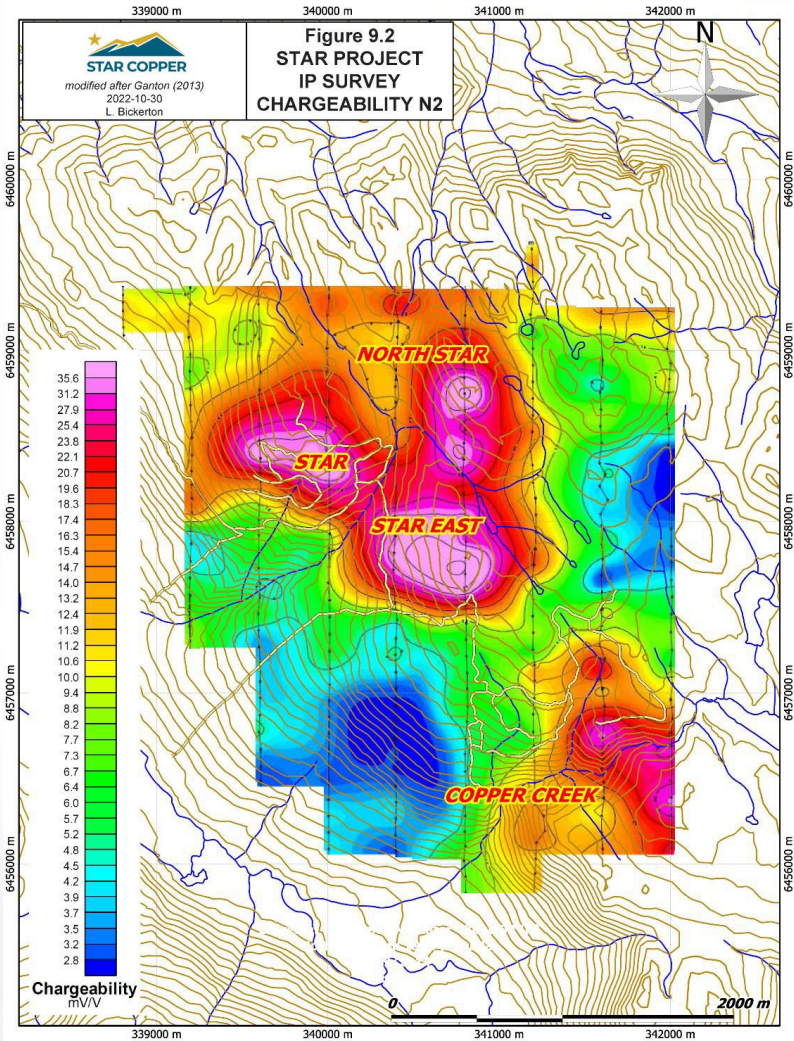 339000 m
340000 m
341000 m
342000 m
STAR COPPER
modified after Ganton (2013)
2022-10-30
L. Bickerton
Figure 9.2
STAR PROJECT
IP SURVEY
CHARGEABILITY N2
N
6460000 m
6460000 m
6459000 m
6459000 m
NORTH STAR
STAR
STAR EAST
6458000 m
6458000 m
6457000 m
6457000 m
COPPER CREEK
6456000 m
6456000 m
35.6
31.2
27.9
25.4
23.8
22.1
20.7
19.6
18.3
17.4
16.3
15.4
14.7
14.0
13.2
12.4
11.9
11.2
10.6
10.0
9.4
8.8
8.2
7.7
7.3
6.7
6.4
6.0
5.7
5.2
4.8
4.5
4.2
3.9
3.7
3.5
3.2
2.8
Chargeability
mV/V
0
2000 m
339000 m
340000 m
341000 m
342000 m